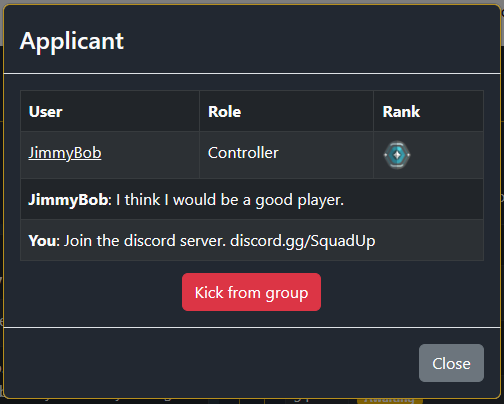 Applicant
User Role Rank
JimmyBob Controller
JimmyBob: I think I would be a good player.
You: Join the discord server. discord.gg/SquadUp
Kick from group
Close